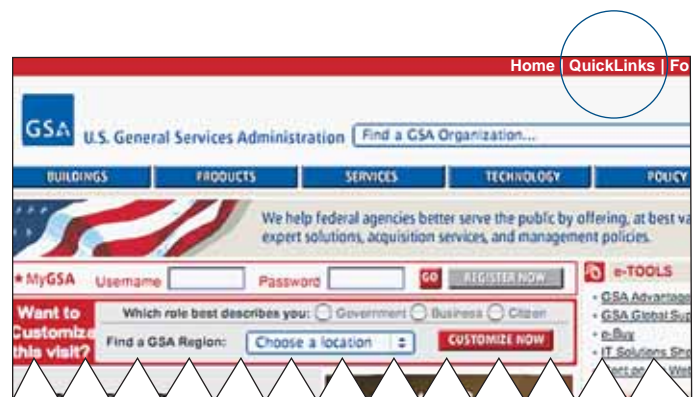 Home | QuickLinks | Fo
GSA
U.S. General Services Administration
Find a GSA Organization...
BUILDINGS PRODUCTS SERVICES TECHNOLOGY POLICY
We help federal agencies better serve the public by offering, at best va
expert solutions, acquisition services, and management policies.
★ MyGSA Username Password GO REGISTER NOW
e-TOOLS
Want to Customize this visit?
Which role best describes you: Government Business Citizen
Find a GSA Region: Choose a location CUSTOMIZE NOW
- GSA Advantage
- GSA Global Sup
- e-Buy
- IT Solutions Sho